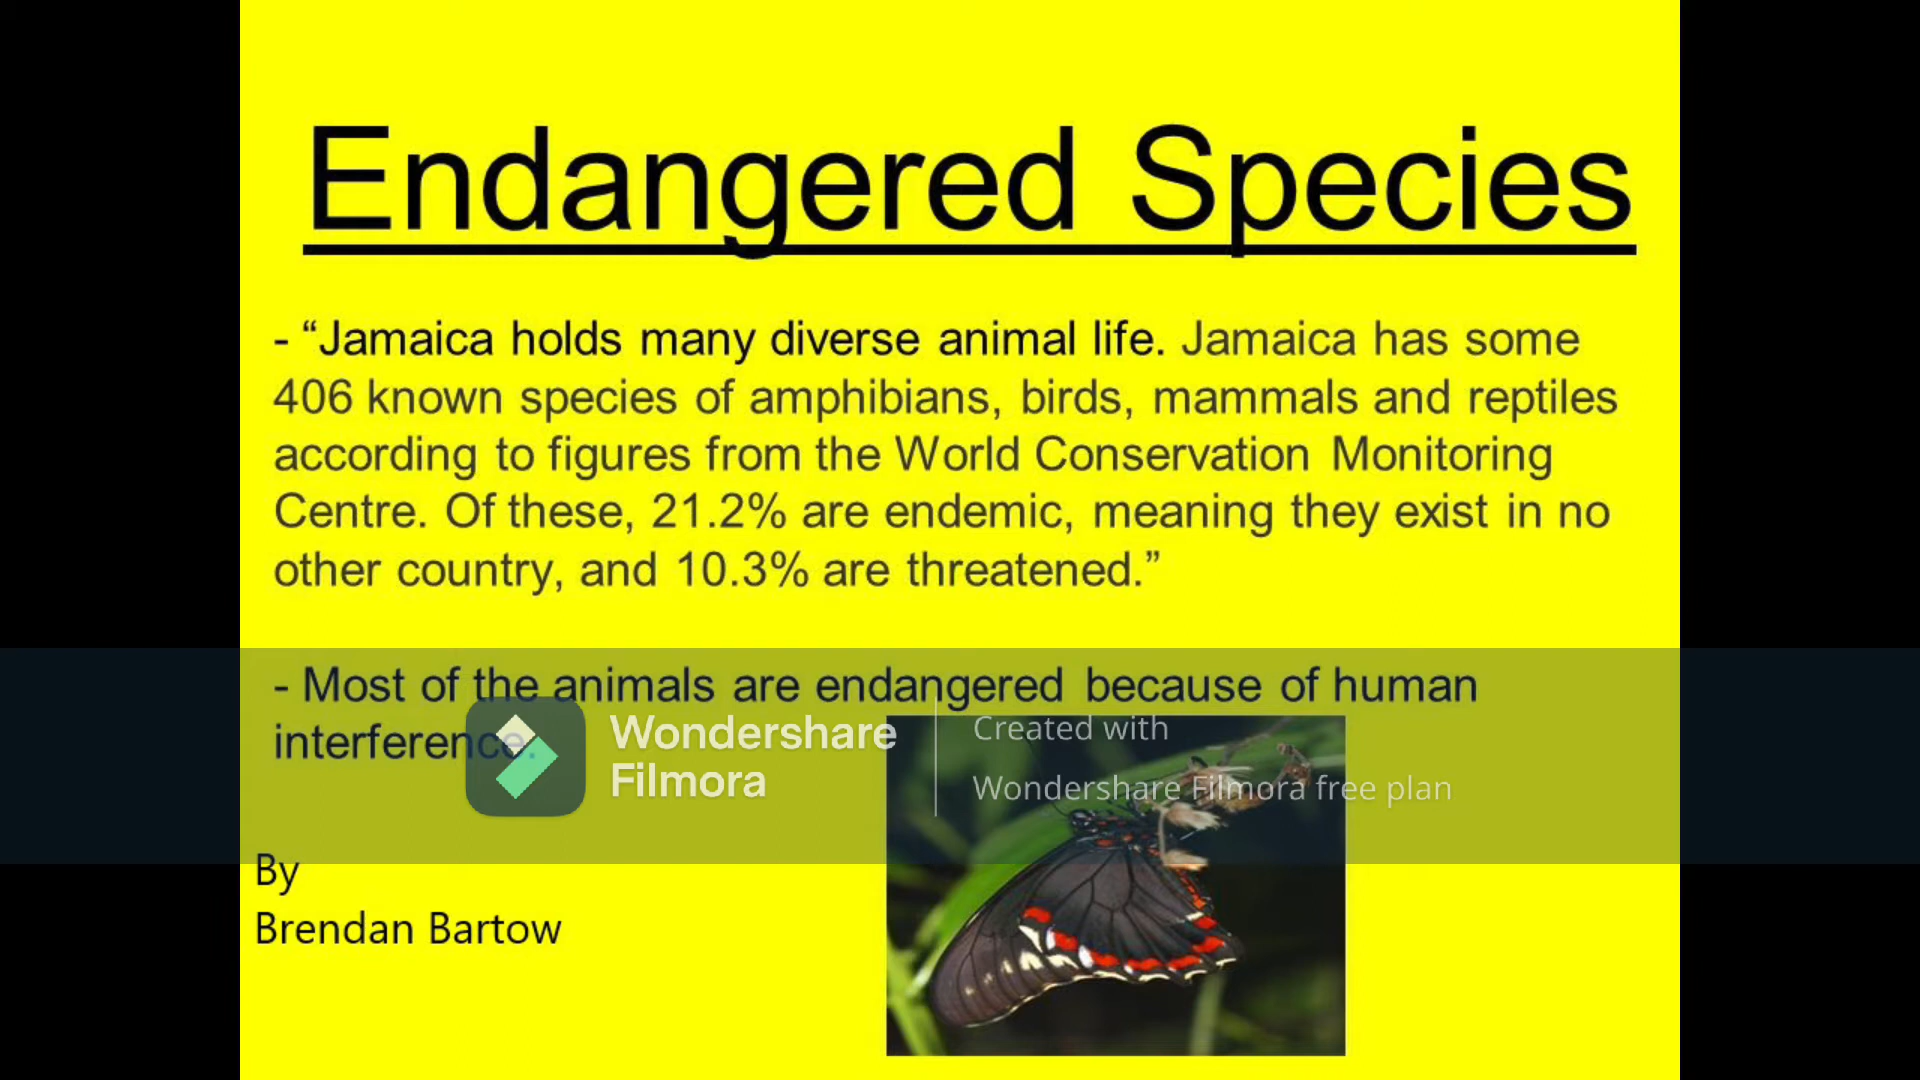 Endangered Species
- “Jamaica holds many diverse animal life. Jamaica has some
406 known species of amphibians, birds, mammals and reptiles
according to figures from the World Conservation Monitoring
Centre. Of these, 21.2% are endemic, meaning they exist in no
other country, and 10.3% are threatened.”
- Most of the animals are endangered because of human
interference.
Wondershare
Filmora
Created with
Wondershare Filmora free plan
By
Brendan Bartow